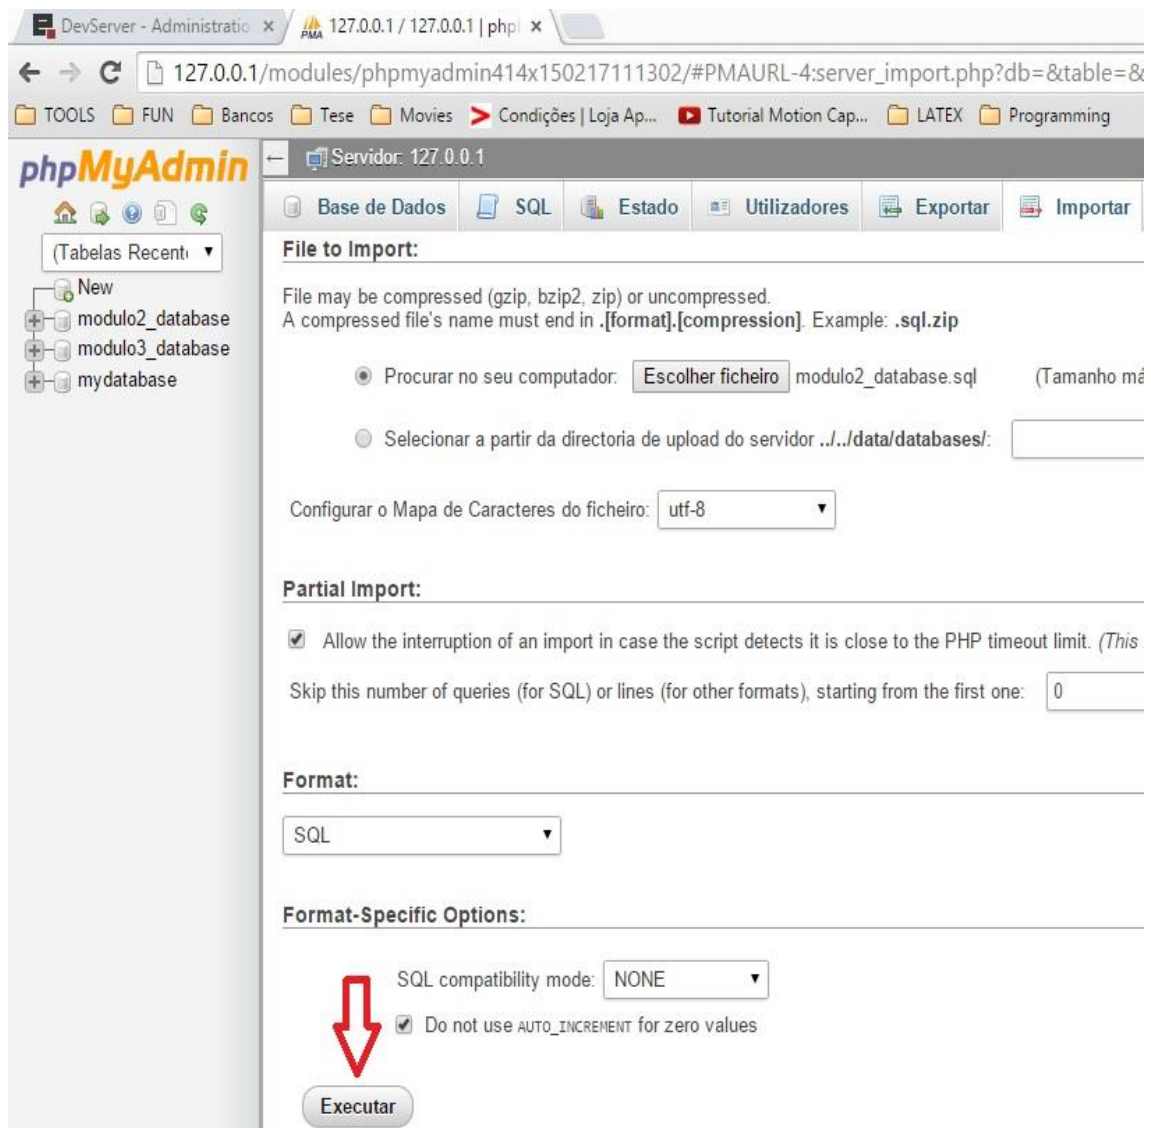 DevServer - Administratio
127.0.0.1 / 127.0.0.1 | php
127.0.0.1/modules/phpmyadmin414x150217111302/#PMAURL-4:server_import.php?db=&table=&
TOOLS FUN Bancos Tese Movies Condições | Loja Ap... Tutorial Motion Cap... LATEX Programming
phpMyAdmin
Servidor: 127.0.0.1
Base de Dados SQL Estado Utilizadores Exportar Importar
(Tabelas Recent
New
modulo2_database
modulo3_database
mydatabase
File to Import:
File may be compressed (gzip, bzip2, zip) or uncompressed.
A compressed file's name must end in .[format].[compression]. Example: .sql.zip
Procurar no seu computador: Escolher ficheiro modulo2_database.sql (Tamanho má
Selecionar a partir da directoria de upload do servidor ../../data/databases/:
Configurar o Mapa de Caracteres do ficheiro: utf-8
Partial Import:
Allow the interruption of an import in case the script detects it is close to the PHP timeout limit. (This
Skip this number of queries (for SQL) or lines (for other formats), starting from the first one: 0
Format:
SQL
Format-Specific Options:
SQL compatibility mode: NONE
Do not use AUTO_INCREMENT for zero values
Executar